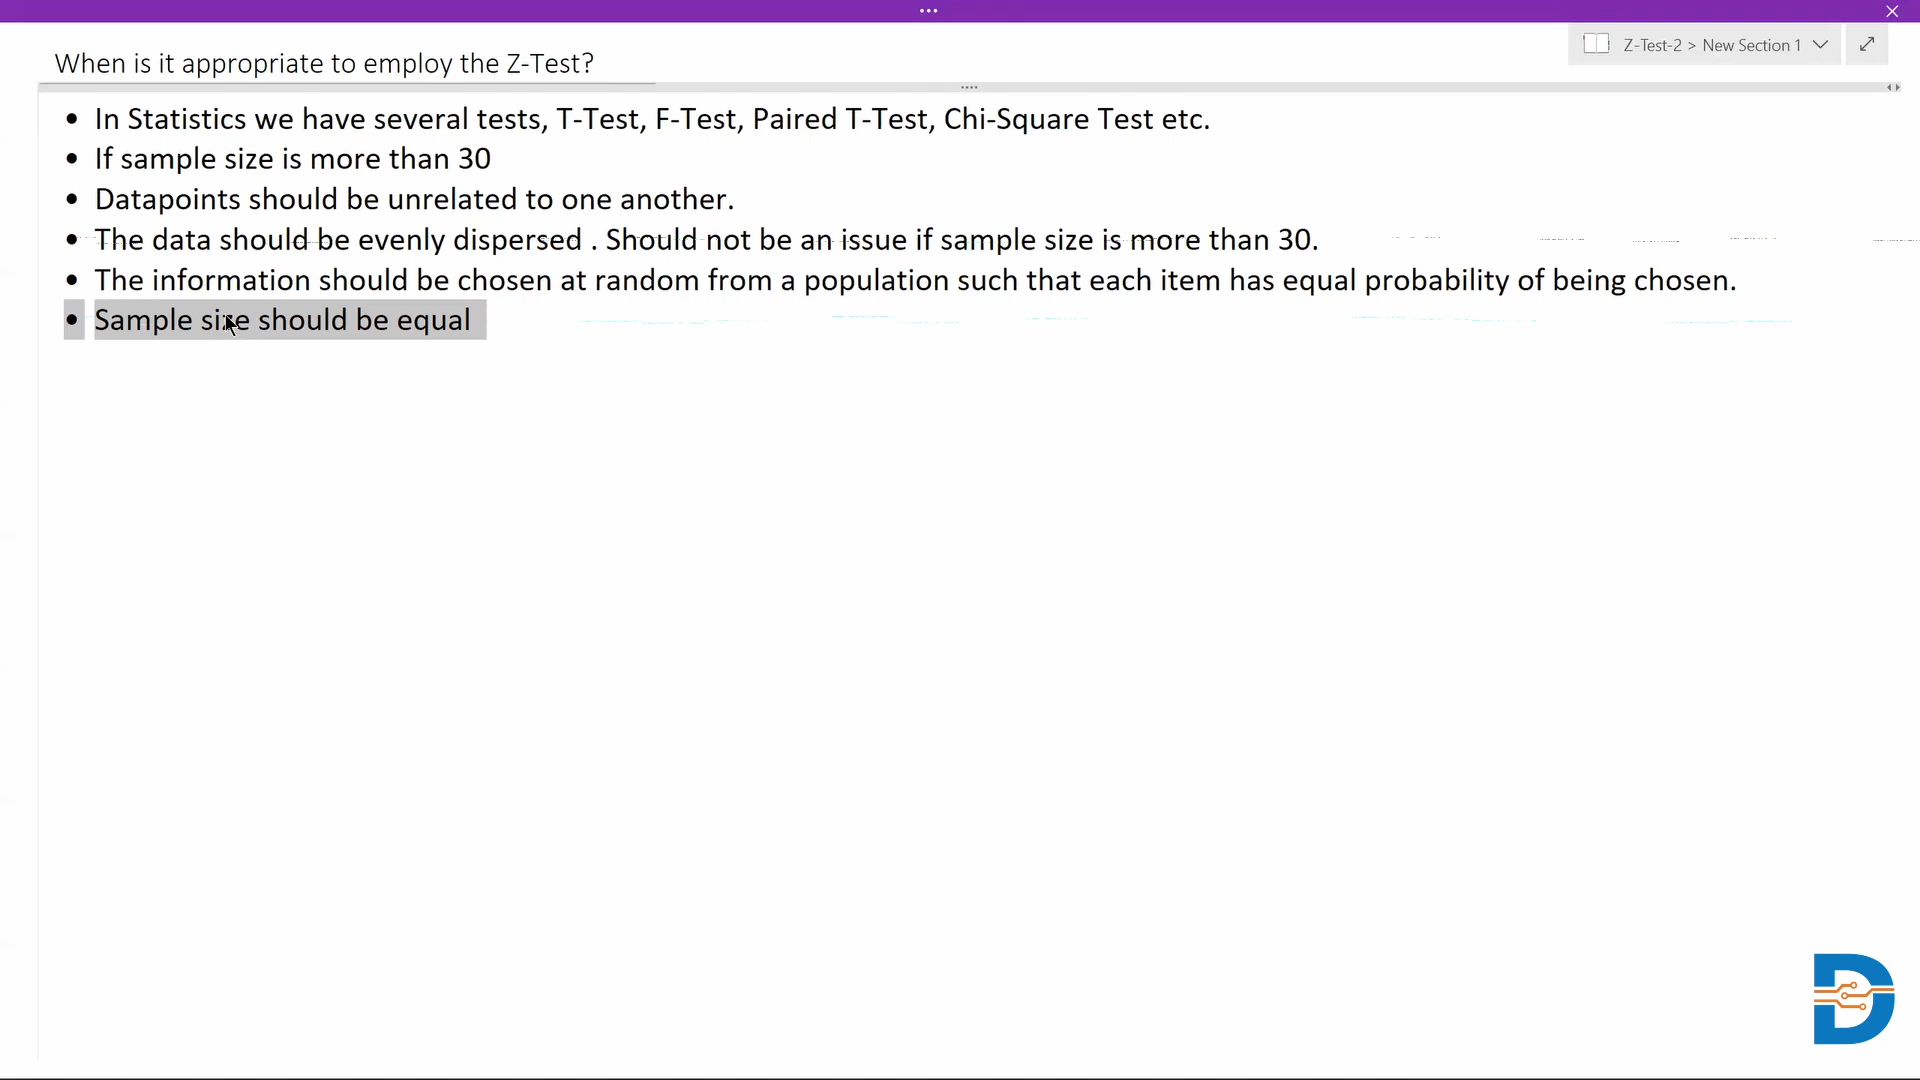 When is it appropriate to employ the Z-Test?
Z-Test-2 > New Section 1
• In Statistics we have several tests, T-Test, F-Test, Paired T-Test, Chi-Square Test etc.
• If sample size is more than 30
• Datapoints should be unrelated to one another.
• The data should be evenly dispersed . Should not be an issue if sample size is more than 30.
• The information should be chosen at random from a population such that each item has equal probability of being chosen.
• Sample size should be equal